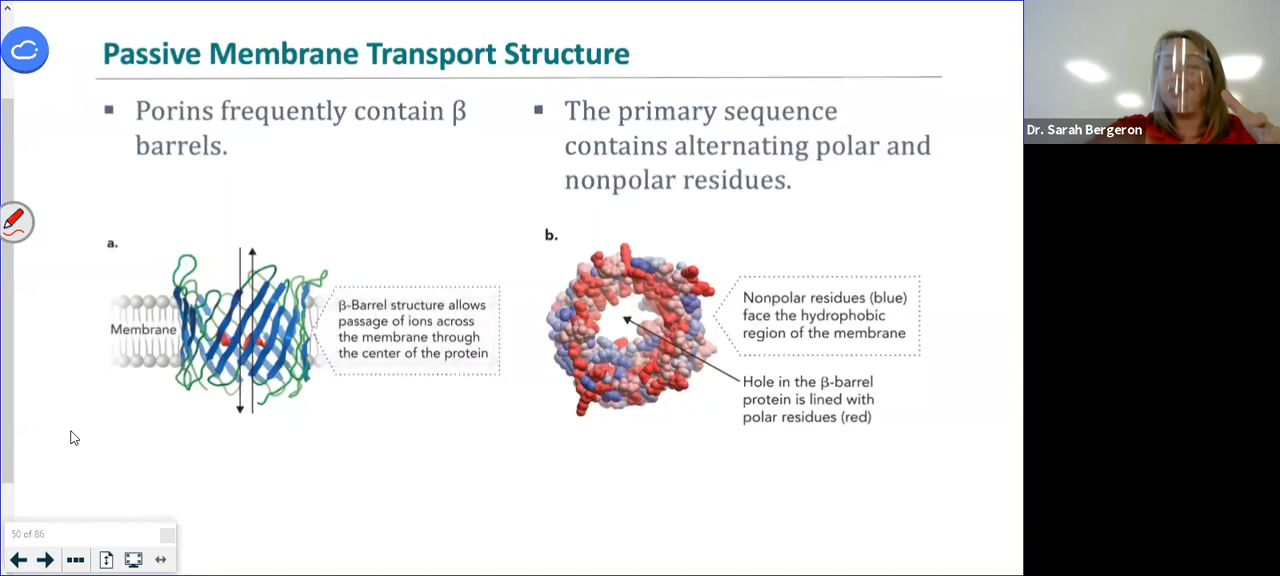 Passive Membrane Transport Structure
▪ Porins frequently contain β
barrels.
▪ The primary sequence
contains alternating polar and
nonpolar residues.
a.
Membrane
β-Barrel structure allows
passage of ions across
the membrane through
the center of the protein
b.
Nonpolar residues (blue)
face the hydrophobic
region of the membrane
Hole in the β-barrel
protein is lined with
polar residues (red)
Dr. Sarah Bergeron
50 of 86